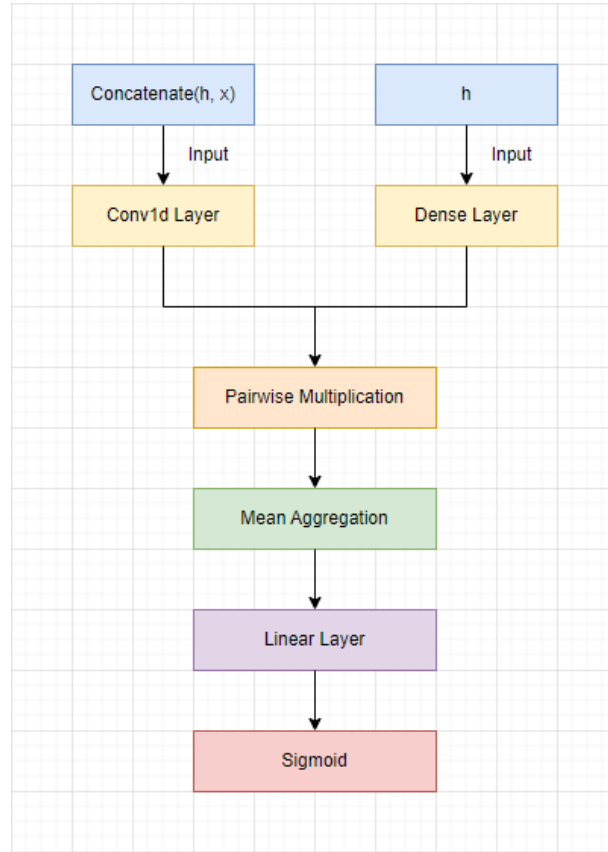 Concatenate(h, x)
h
Input
Input
Conv1d Layer
Dense Layer
Pairwise Multiplication
Mean Aggregation
Linear Layer
Sigmoid